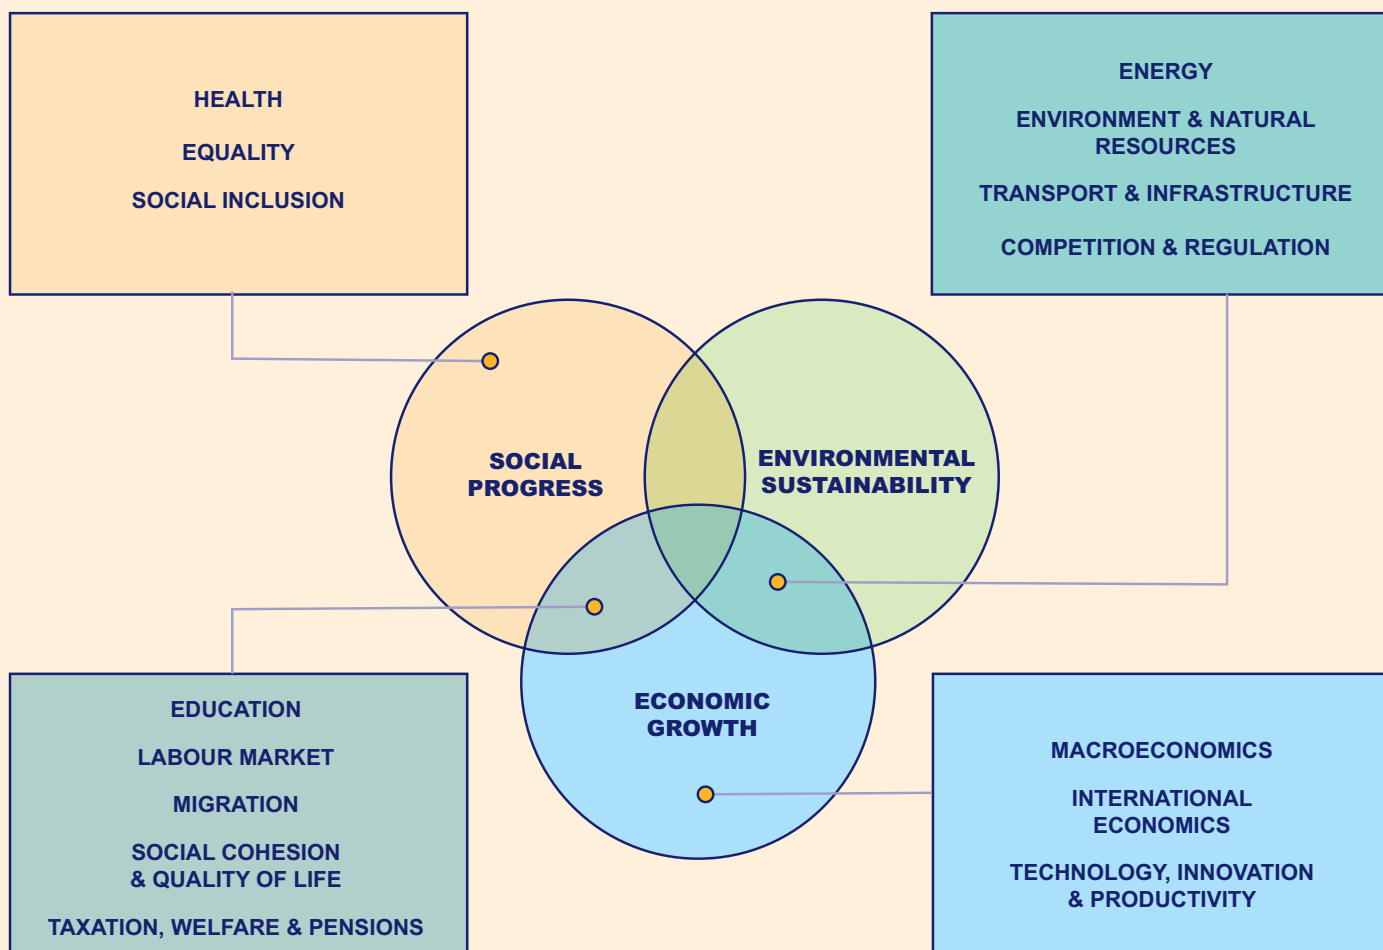 HEALTH
EQUALITY
SOCIAL INCLUSION
ENERGY
ENVIRONMENT & NATURAL
RESOURCES
TRANSPORT & INFRASTRUCTURE
COMPETITION & REGULATION
SOCIAL
PROGRESS
ENVIRONMENTAL
SUSTAINABILITY
ECONOMIC
GROWTH
EDUCATION
LABOUR MARKET
MIGRATION
SOCIAL COHESION
& QUALITY OF LIFE
TAXATION, WELFARE & PENSIONS
MACROECONOMICS
INTERNATIONAL
ECONOMICS
TECHNOLOGY, INNOVATION
& PRODUCTIVITY